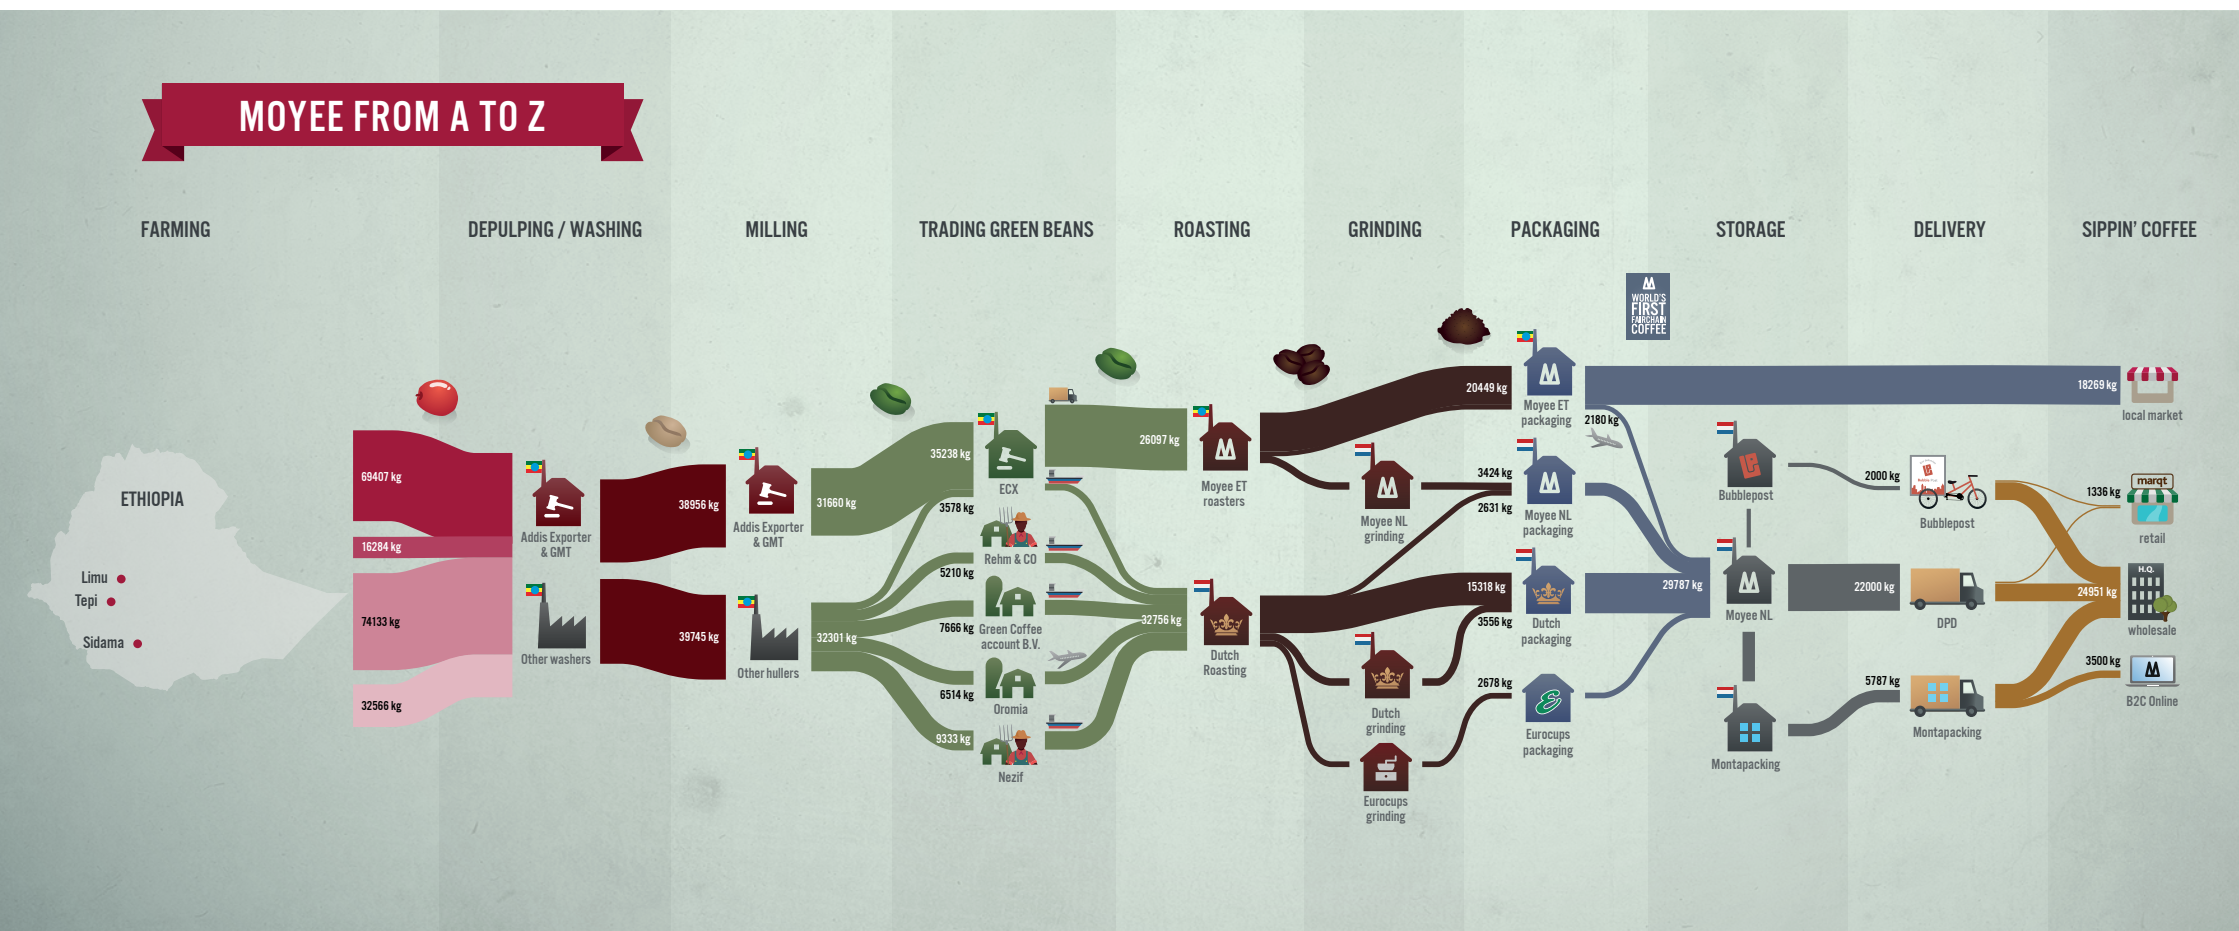 MOYEE FROM A TO Z
FARMING
DEPULPING / WASHING
MILLING
TRADING GREEN BEANS
ROASTING
GRINDING
PACKAGING
STORAGE
DELIVERY
SIPPIN' COFFEE
ETHIOPIA
Limu
Tepi
Sidama
69407 kg
16284 kg
74133 kg
32566 kg
Addis Exporter
& GMT
Other washers
38956 kg
39745 kg
Addis Exporter
& GMT
Other hullers
31660 kg
32301 kg
35238 kg
3578 kg
5210 kg
7666 kg
6514 kg
9333 kg
ECX
Rehm & CO
Green Coffee
account B.V.
Oromia
Nezif
26097 kg
32756 kg
Moyee ET
roasters
Dutch
Roasting
Moyee NL
grinding
Dutch
grinding
Eurocups
grinding
20449 kg
3424 kg
2631 kg
15318 kg
3556 kg
2678 kg
Moyee ET
packaging
Moyee NL
packaging
Dutch
packaging
Eurocups
packaging
WORLD'S
FIRST
FAIRCHAIN
COFFEE
2180 kg
29787 kg
Bubblepost
Moyee NL
Montapacking
2000 kg
22000 kg
5787 kg
Bubblepost
DPD
Montapacking
18269 kg
1336 kg
24951 kg
3500 kg
local market
marqt
retail
H.Q.
wholesale
B2C Online